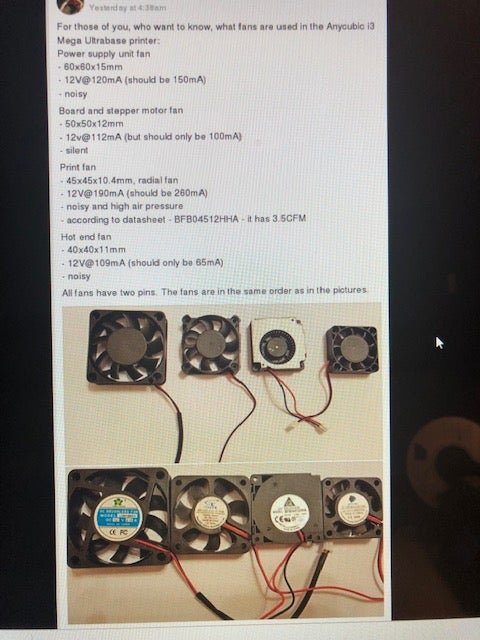 Yesterday at 4:38am
For those of you, who want to know, what fans are used in the Anycubic i3
Mega Ultrabase printer:
Power supply unit fan
- 60x60x15mm
- 12V@120mA (should be 150mA)
- noisy
Board and stepper motor fan
- 50x50x12mm
- 12v@112mA (but should only be 100mA)
- silent
Print fan
- 45x45x10.4mm, radial fan
- 12V@190mA (should be 260mA)
- noisy and high air pressure
- according to datasheet - BFB04512HHA - it has 3.5CFM
Hot end fan
- 40x40x11mm
- 12V@109mA (should only be 65mA)
- noisy
All fans have two pins. The fans are in the same order as in the pictures.
DC BRUSHLESS FAN
MODEL
CE FC